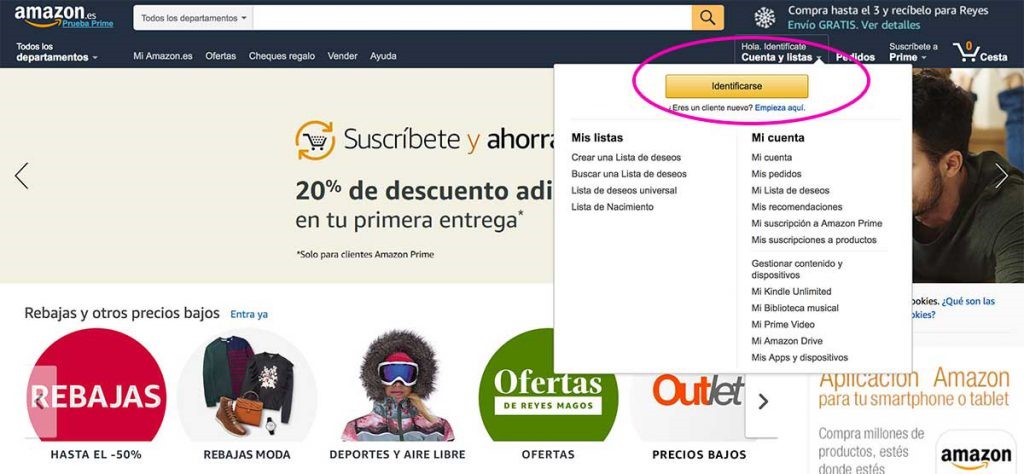 amazon.es
Prueba Prime
Todos los departamentos
Compra hasta el 3 y recíbelo para Reyes
Envío GRATIS. Ver detalles
Todos los
departamentos
Mi Amazon.es
Ofertas
Cheques regalo
Vender
Ayuda
Hola. Identifícate
Cuenta y listas
Pedidos
Suscríbete a
Prime
0
Cesta
Identificarse
¿Eres un cliente nuevo? Empieza aquí.
Mis listas
Crear una Lista de deseos
Buscar una Lista de deseos
Lista de deseos universal
Lista de Nacimiento
Mi cuenta
Mi cuenta
Mis pedidos
Mi Lista de deseos
Mis recomendaciones
Mi suscripción a Amazon Prime
Mis suscripciones a productos
Gestionar contenido y
dispositivos
Mi Kindle Unlimited
Mi Biblioteca musical
Mi Prime Video
Mi Amazon Drive
Mis Apps y dispositivos
Suscríbete y ahorra
20% de descuento adi
en tu primera entrega*
*Solo para clientes Amazon Prime
ookies. ¿Qué son las
okies?
Rebajas y otros precios bajos Entra ya
REBAJAS
Ofertas
DE REYES MAGOS
Outlet
HASTA EL -50%
REBAJAS MODA
DEPORTES Y AIRE LIBRE
OFERTAS
PRECIOS BAJOS
Aplicación Amazon
para tu smartphone o tablet
Compra millones de
productos, estés
donde estés
amazon